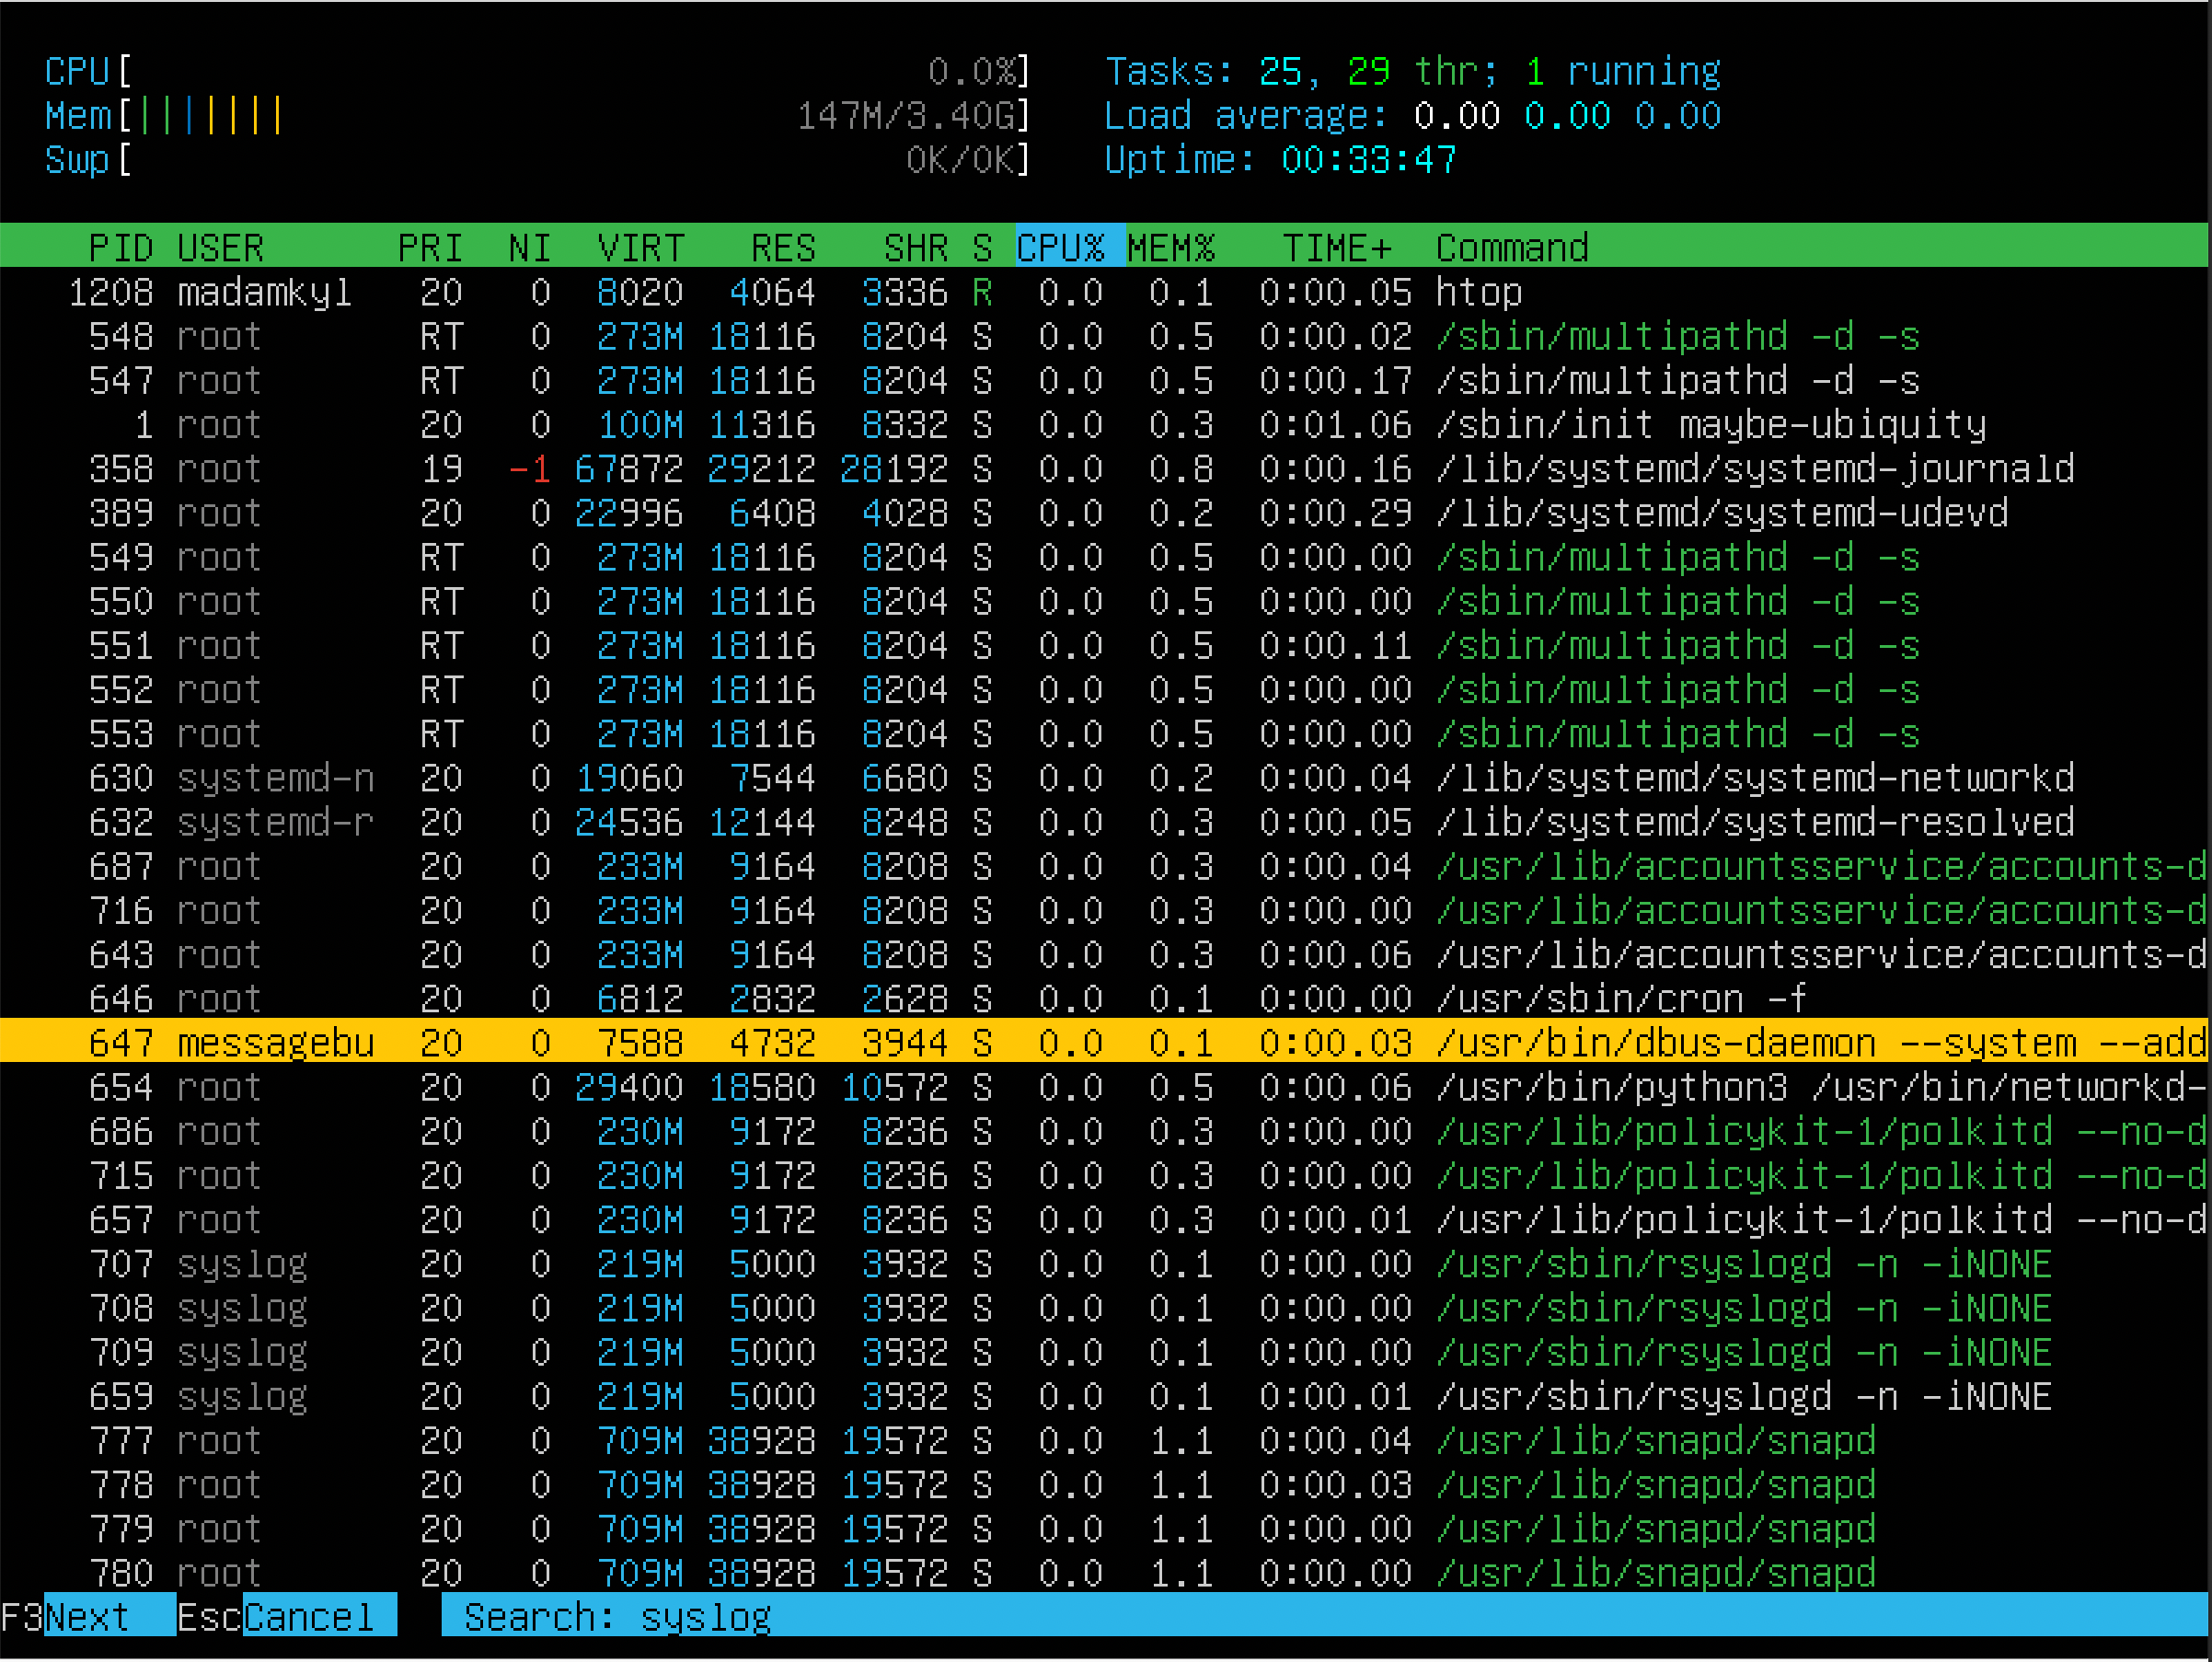 CPU[ 0.0%] Tasks: 25, 29 thr; 1 running
Mem[||||||| 147M/3.40G] Load average: 0.00 0.00 0.00
Swp[ 0K/0K] Uptime: 00:33:47
PID USER PRI NI VIRT RES SHR S CPU% MEM% TIME+ Command
1208 madamkyl 20 0 8020 4064 3336 R 0.0 0.1 0:00.05 htop
548 root RT 0 273M 18116 8204 S 0.0 0.5 0:00.02 /sbin/multipathd -d -s
547 root RT 0 273M 18116 8204 S 0.0 0.5 0:00.17 /sbin/multipathd -d -s
1 root 20 0 100M 11316 8332 S 0.0 0.3 0:01.06 /sbin/init maybe-ubiquity
358 root 19 -1 67872 29212 28192 S 0.0 0.8 0:00.16 /lib/systemd/systemd-journald
389 root 20 0 22996 6408 4028 S 0.0 0.2 0:00.29 /lib/systemd/systemd-udevd
549 root RT 0 273M 18116 8204 S 0.0 0.5 0:00.00 /sbin/multipathd -d -s
550 root RT 0 273M 18116 8204 S 0.0 0.5 0:00.00 /sbin/multipathd -d -s
551 root RT 0 273M 18116 8204 S 0.0 0.5 0:00.11 /sbin/multipathd -d -s
552 root RT 0 273M 18116 8204 S 0.0 0.5 0:00.00 /sbin/multipathd -d -s
553 root RT 0 273M 18116 8204 S 0.0 0.5 0:00.00 /sbin/multipathd -d -s
630 systemd-n 20 0 19060 7544 6680 S 0.0 0.2 0:00.04 /lib/systemd/systemd-networkd
632 systemd-r 20 0 24536 12144 8248 S 0.0 0.3 0:00.05 /lib/systemd/systemd-resolved
687 root 20 0 233M 9164 8208 S 0.0 0.3 0:00.04 /usr/lib/accountsservice/accounts-d
716 root 20 0 233M 9164 8208 S 0.0 0.3 0:00.00 /usr/lib/accountsservice/accounts-d
643 root 20 0 233M 9164 8208 S 0.0 0.3 0:00.06 /usr/lib/accountsservice/accounts-d
646 root 20 0 6812 2832 2628 S 0.0 0.1 0:00.00 /usr/sbin/cron -f
647 messagebu 20 0 7588 4732 3944 S 0.0 0.1 0:00.03 /usr/bin/dbus-daemon --system --add
654 root 20 0 29400 18580 10572 S 0.0 0.5 0:00.06 /usr/bin/python3 /usr/bin/networkd-
686 root 20 0 230M 9172 8236 S 0.0 0.3 0:00.00 /usr/lib/policykit-1/polkitd --no-d
715 root 20 0 230M 9172 8236 S 0.0 0.3 0:00.00 /usr/lib/policykit-1/polkitd --no-d
657 root 20 0 230M 9172 8236 S 0.0 0.3 0:00.01 /usr/lib/policykit-1/polkitd --no-d
707 syslog 20 0 219M 5000 3932 S 0.0 0.1 0:00.00 /usr/sbin/rsyslogd -n -iNONE
708 syslog 20 0 219M 5000 3932 S 0.0 0.1 0:00.00 /usr/sbin/rsyslogd -n -iNONE
709 syslog 20 0 219M 5000 3932 S 0.0 0.1 0:00.00 /usr/sbin/rsyslogd -n -iNONE
659 syslog 20 0 219M 5000 3932 S 0.0 0.1 0:00.01 /usr/sbin/rsyslogd -n -iNONE
777 root 20 0 709M 38928 19572 S 0.0 1.1 0:00.04 /usr/lib/snapd/snapd
778 root 20 0 709M 38928 19572 S 0.0 1.1 0:00.03 /usr/lib/snapd/snapd
779 root 20 0 709M 38928 19572 S 0.0 1.1 0:00.00 /usr/lib/snapd/snapd
780 root 20 0 709M 38928 19572 S 0.0 1.1 0:00.00 /usr/lib/snapd/snapd
F3Next EscCancel Search: syslog